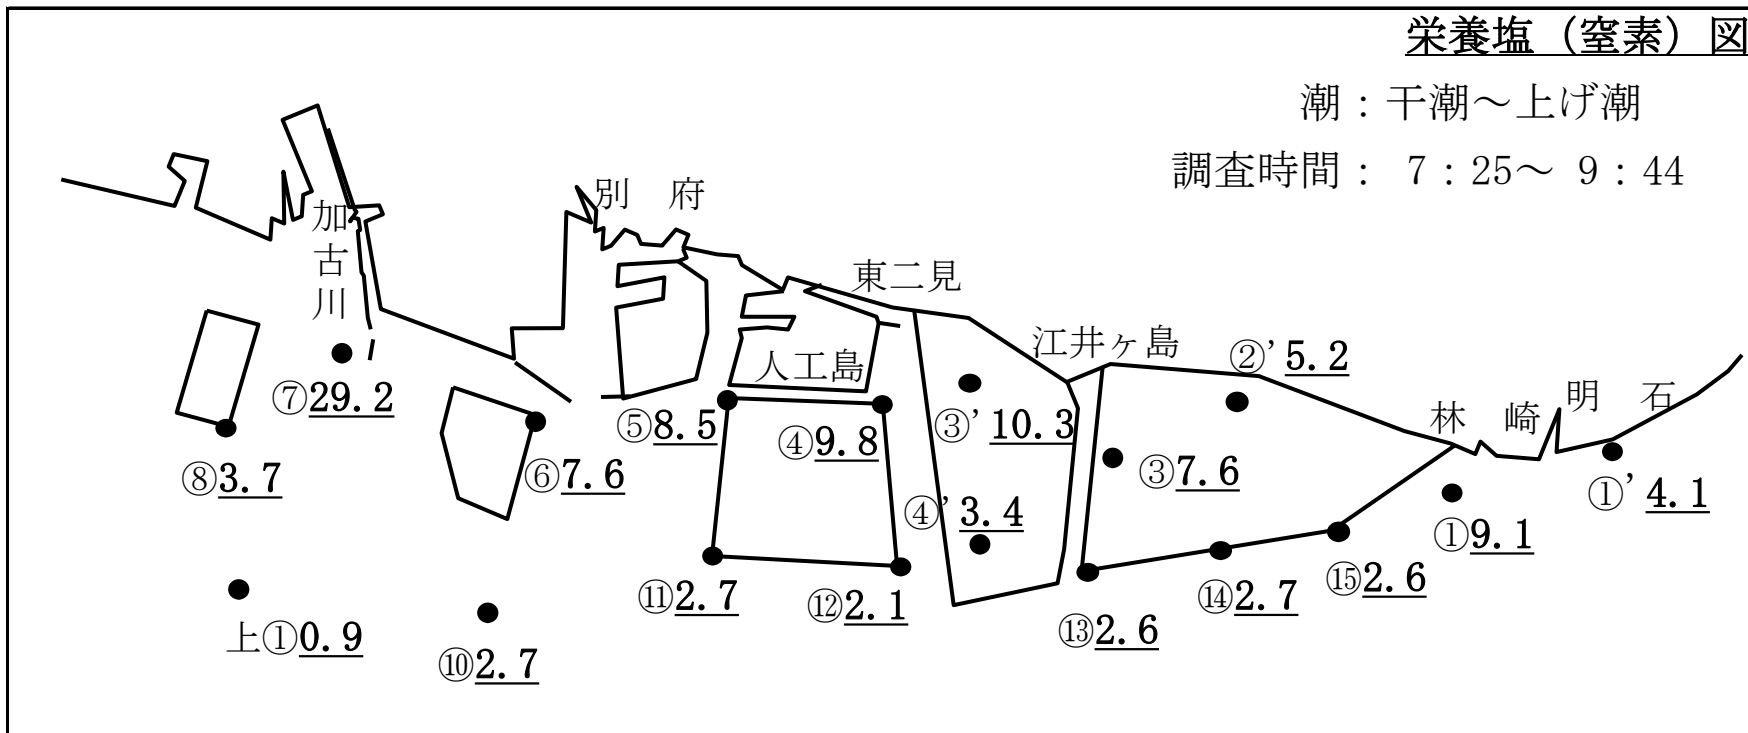 栄養塩（窒素）図
潮：干潮～上げ潮
調査時間： 7：25～ 9：44
別 府
加古川
東二見
江井ヶ島
②’5.2
人工島
⑦29.2
⑤8.5
④9.8
③’10.3
林 崎
明 石
⑧3.7
⑥7.6
③7.6
①’4.1
④’3.4
①9.1
⑪2.7
⑫2.1
⑭2.7
⑮2.6
上①0.9
⑩2.7
⑬2.6